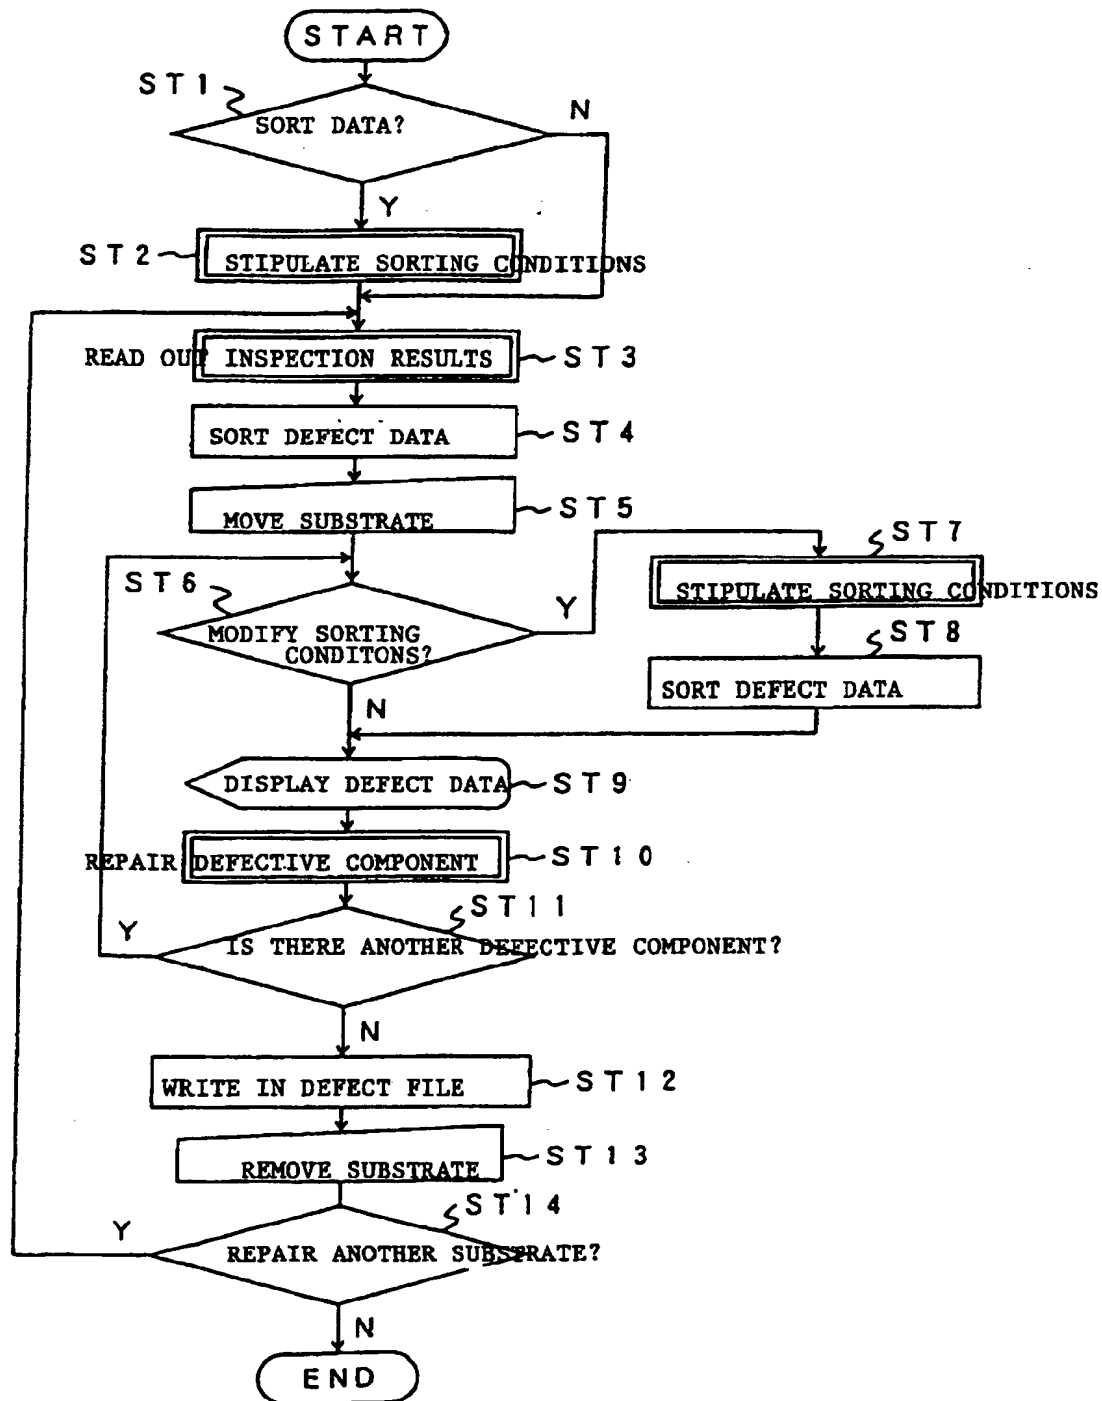 START
ST1
SORT DATA?
N
Y
ST2
STIPULATE SORTING CONDITIONS
READ OUT INSPECTION RESULTS
ST3
SORT DEFECT DATA
ST4
MOVE SUBSTRATE
ST5
ST6
MODIFY SORTING
CONDITONS?
Y
ST7
STIPULATE SORTING CONDITIONS
ST8
SORT DEFECT DATA
N
DISPLAY DEFECT DATA
ST9
REPAIR DEFECTIVE COMPONENT
ST10
ST11
Y
IS THERE ANOTHER DEFECTIVE COMPONENT?
N
WRITE IN DEFECT FILE
ST12
REMOVE SUBSTRATE
ST13
ST14
Y
REPAIR ANOTHER SUBSTRATE?
N
END